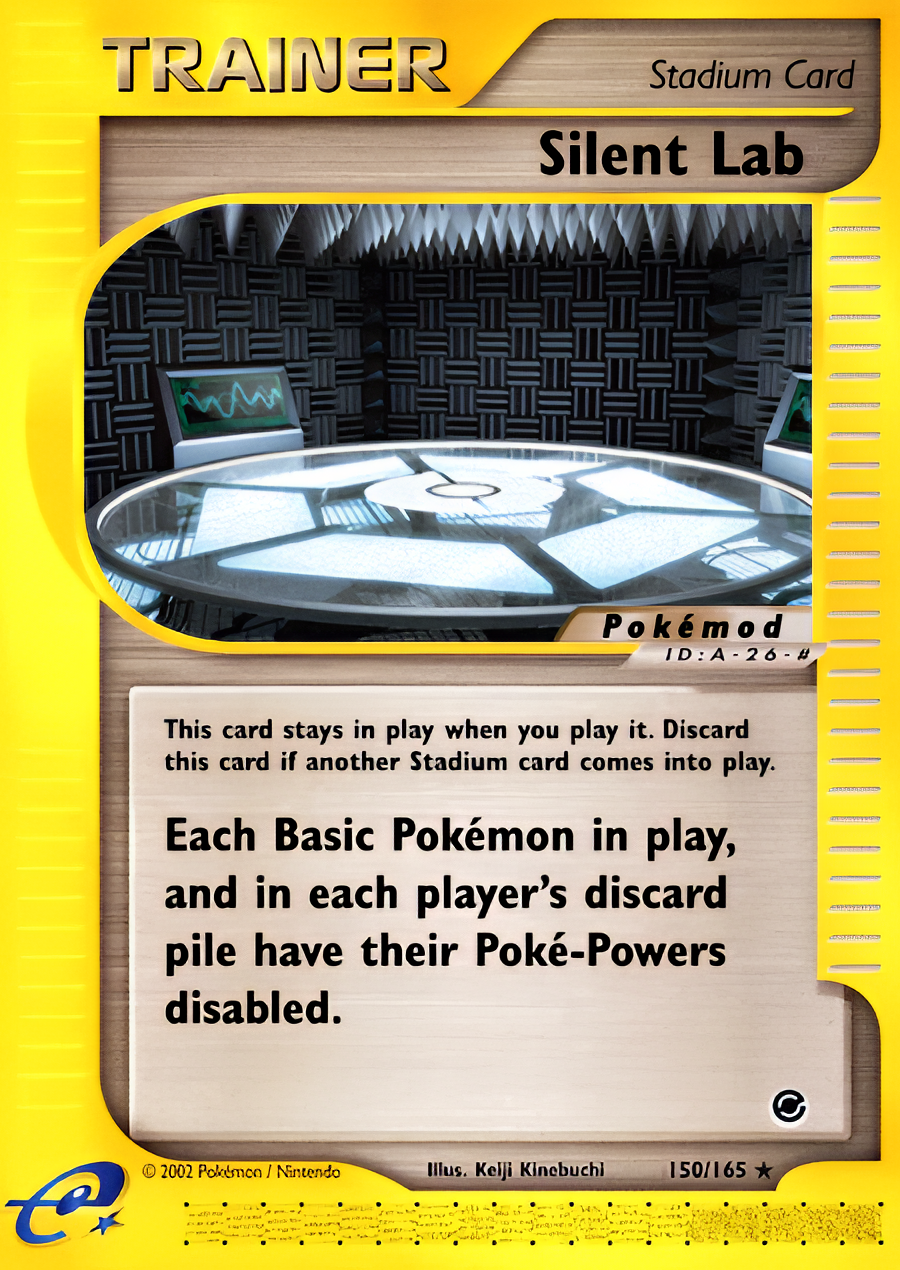 TRAINER
Stadium Card
Silent Lab
Pokémod
ID:A-26-#
This card stays in play when you play it. Discard
this card if another Stadium card comes into play.
Each Basic Pokémon in play,
and in each player’s discard
pile have their Poké-Powers
disabled.
© 2002 Pokémon / Nintendo
Illus. Keiji Kinebuchi
150/165 ★